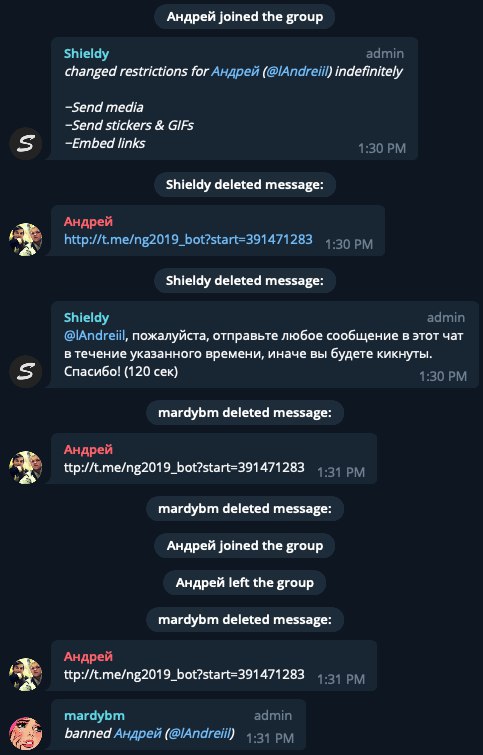 Андрей joined the group
Shieldy admin
changed restrictions for Андрей (@lAndreiil) indefinitely
−Send media
−Send stickers & GIFs
−Embed links
1:30 PM
Shieldy deleted message:
Андрей
http://t.me/ng2019_bot?start=391471283 1:30 PM
Shieldy deleted message:
Shieldy admin
@lAndreiil, пожалуйста, отправьте любое сообщение в этот чат
в течение указанного времени, иначе вы будете кикнуты.
Спасибо! (120 сек) 1:30 PM
mardybm deleted message:
Андрей
ttp://t.me/ng2019_bot?start=391471283 1:31 PM
mardybm deleted message:
Андрей joined the group
Андрей left the group
mardybm deleted message:
Андрей
ttp://t.me/ng2019_bot?start=391471283 1:31 PM
mardybm admin
banned Андрей (@lAndreiil) 1:31 PM